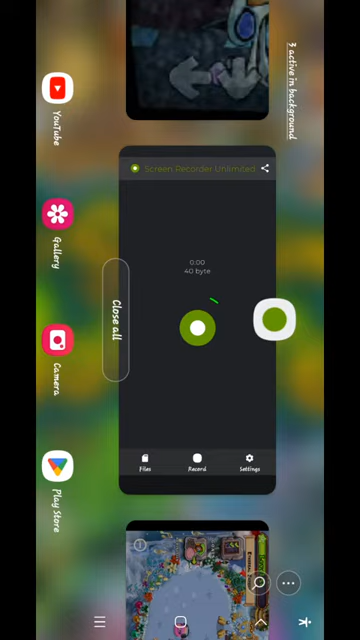 3 active in background
YouTube
Gallery
Camera
Play Store
Screen Recorder Unlimited
0:00
40 byte
Close all
Files
Record
Settings